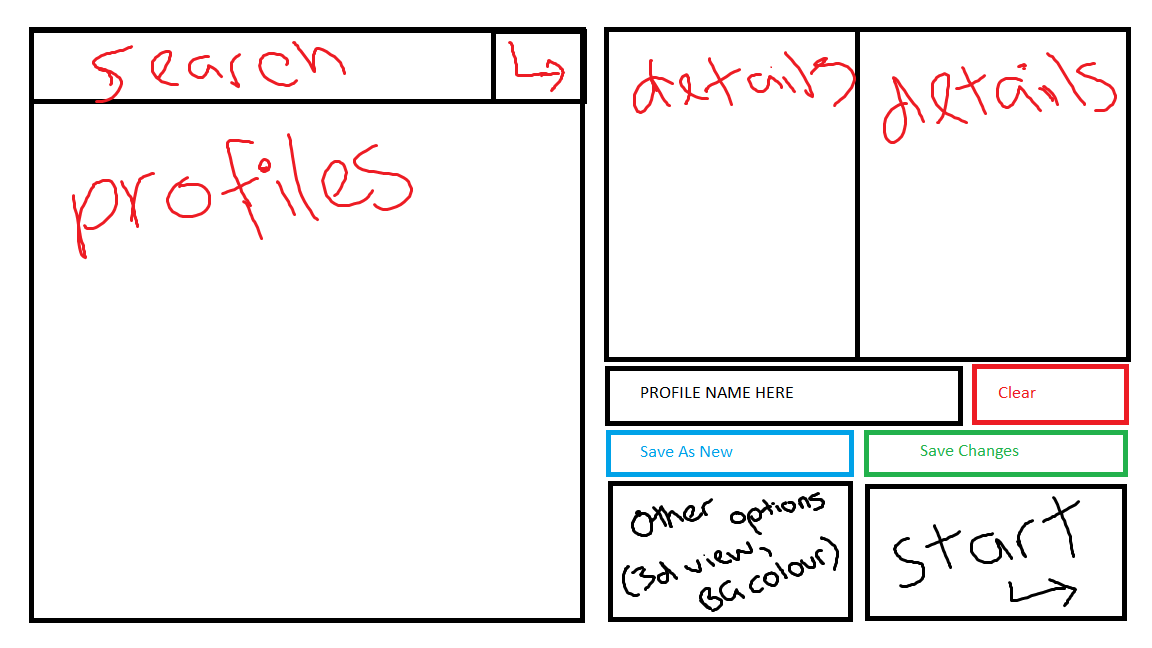 search
profiles
details
details
PROFILE NAME HERE
Clear
Save As New
Save Changes
Other options
(3d view,
BG colour)
start